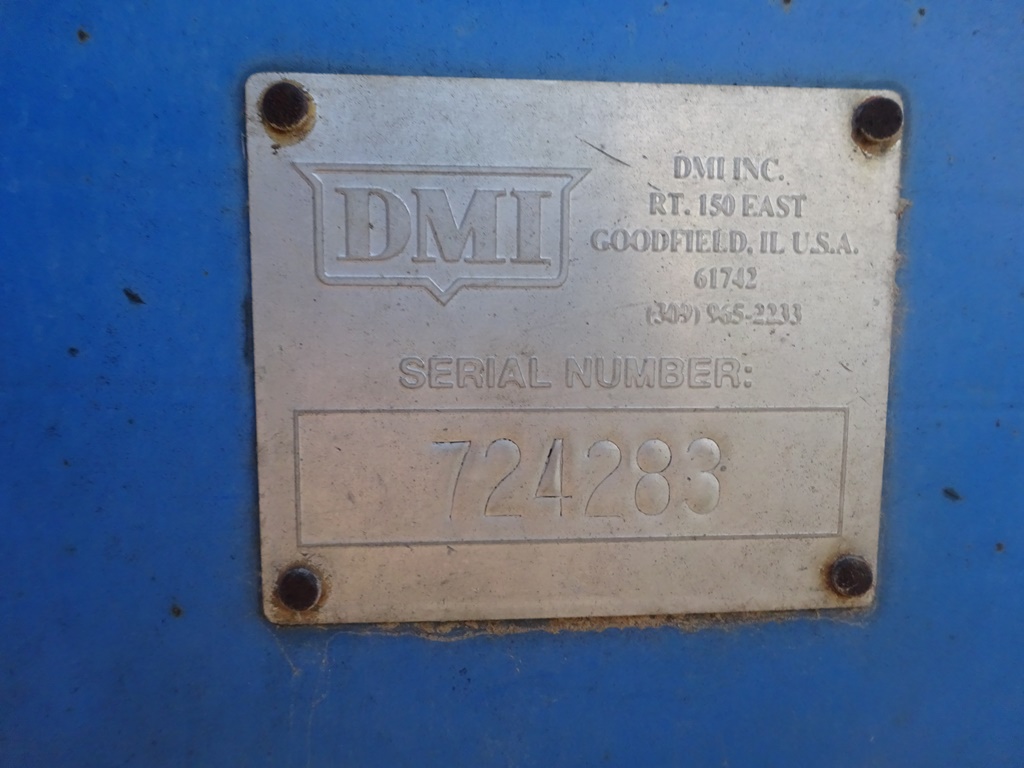 DMI
DMI INC.
RT. 150 EAST
GOODFIELD, IL U.S.A.
61742
(309) 965-2233
SERIAL NUMBER:
724283